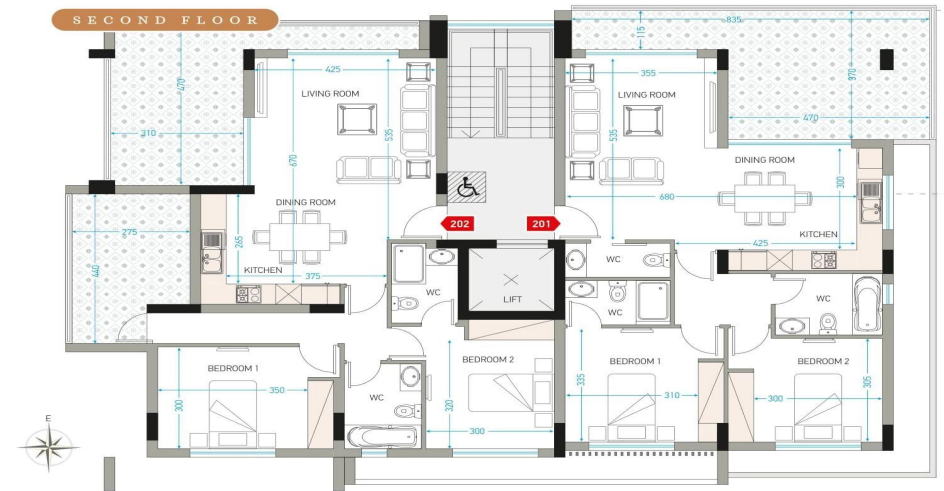 SECOND FLOOR
835
115
470
425
LIVING ROOM
355
LIVING ROOM
970
310
535
535
470
670
DINING ROOM
300
680
DINING ROOM
202
201
275
265
425
KITCHEN
440
KITCHEN
375
WC
WC
LIFT
WC
WC
BEDROOM 1
BEDROOM 2
BEDROOM 1
BEDROOM 2
350
300
WC
320
300
335
310
300
305
E